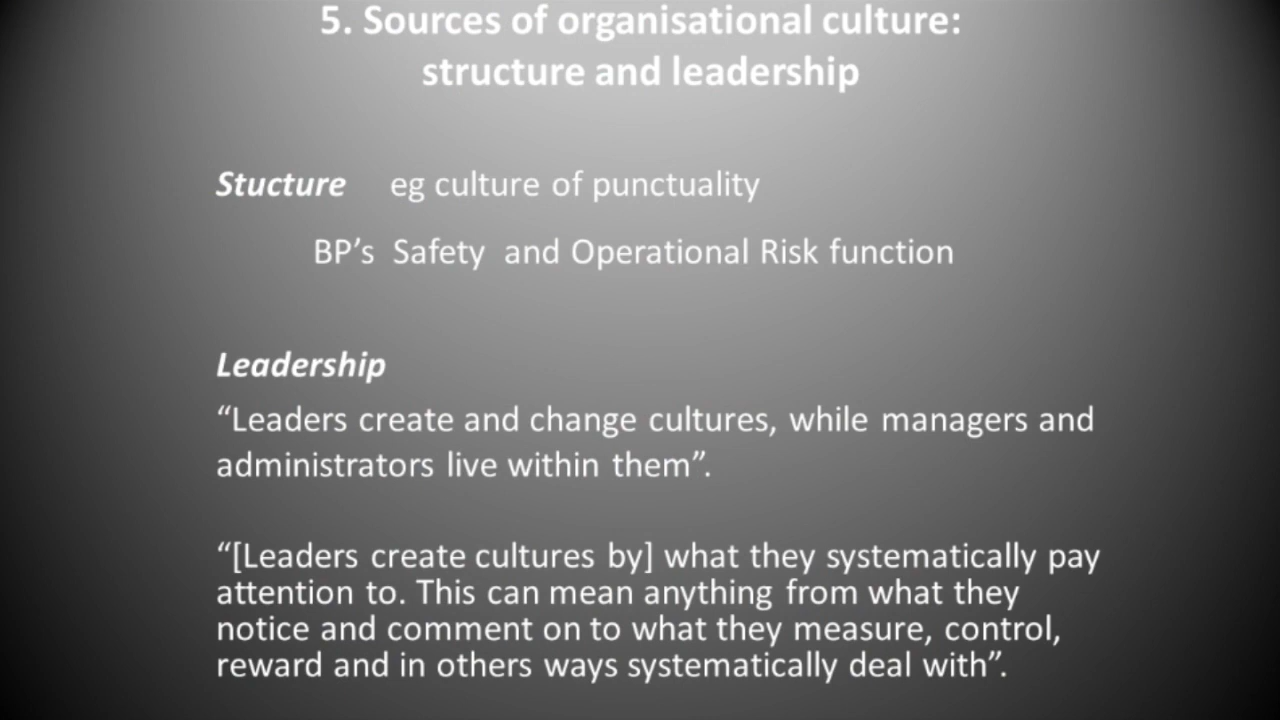 5. Sources of organisational culture:
structure and leadership
Stucture eg culture of punctuality
BP’s Safety and Operational Risk function
Leadership
“Leaders create and change cultures, while managers and
administrators live within them”.
“[Leaders create cultures by] what they systematically pay
attention to. This can mean anything from what they
notice and comment on to what they measure, control,
reward and in others ways systematically deal with”.